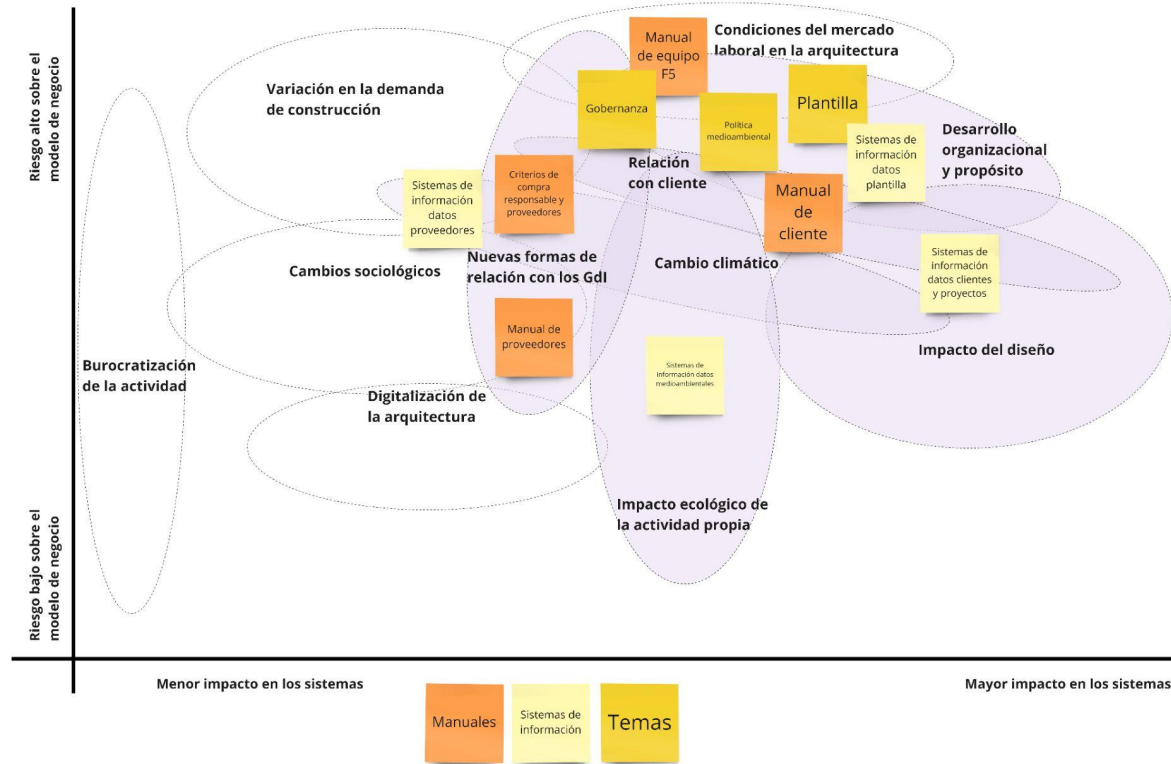 Riesgo alto sobre el
modelo de negocio
Riesgo bajo sobre el
modelo de negocio
Condiciones del mercado
laboral en la arquitectura
Manual
de equipo
F5
Variación en la demanda
de construcción
Gobernanza
Política
medioambiental
Plantilla
Desarrollo
organizacional
y propósito
Sistemas de
información
datos
plantilla
Relación
con cliente
Criterios de
compra
responsable y
proveedores
Sistemas de
información
datos
proveedores
Manual
de
cliente
Nuevas formas de
relación con los GdI
Cambio climático
Cambios sociológicos
Sistemas de
información
datos clientes
y proyectos
Manual de
proveedores
Impacto del diseño
Burocratización
de la actividad
Sistemas de
información datos
medioambientales
Digitalización de
la arquitectura
Impacto ecológico de
la actividad propia
Menor impacto en los sistemas
Mayor impacto en los sistemas
Manuales
Sistemas de
información
Temas